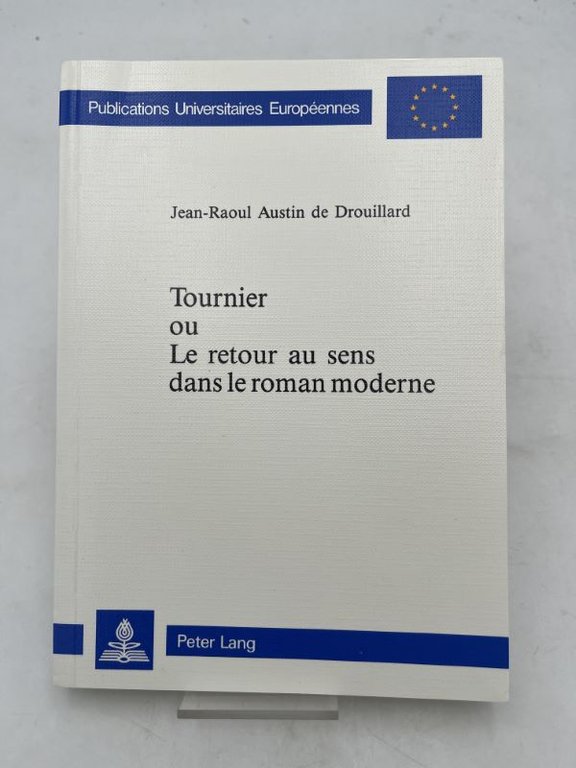 Publications Universitaires Européennes
Jean-Raoul Austin de Drouillard
Tournier
ou
Le retour au sens
dans le roman moderne
Peter Lang